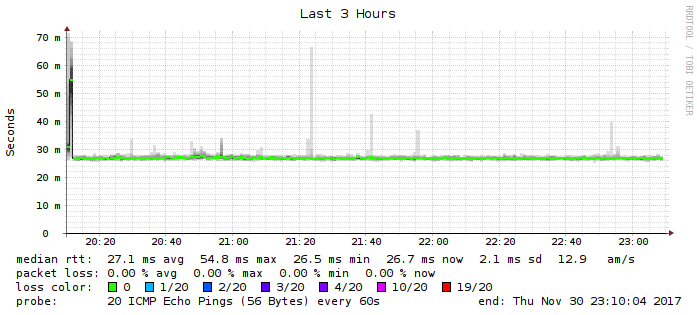 Last 3 Hours
RRDTOOL / TOBI OETIKER
Seconds
70 m
60 m
50 m
40 m
30 m
20 m
10 m
0
20:20 20:40 21:00 21:20 21:40 22:00 22:20 22:40 23:00
median rtt: 27.1 ms avg 54.8 ms max 26.5 ms min 26.7 ms now 2.1 ms sd 12.9 am/s
packet loss: 0.00 % avg 0.00 % max 0.00 % min 0.00 % now
loss color: 0 1/20 2/20 3/20 4/20 10/20 19/20
probe: 20 ICMP Echo Pings (56 Bytes) every 60s end: Thu Nov 30 23:10:04 2017